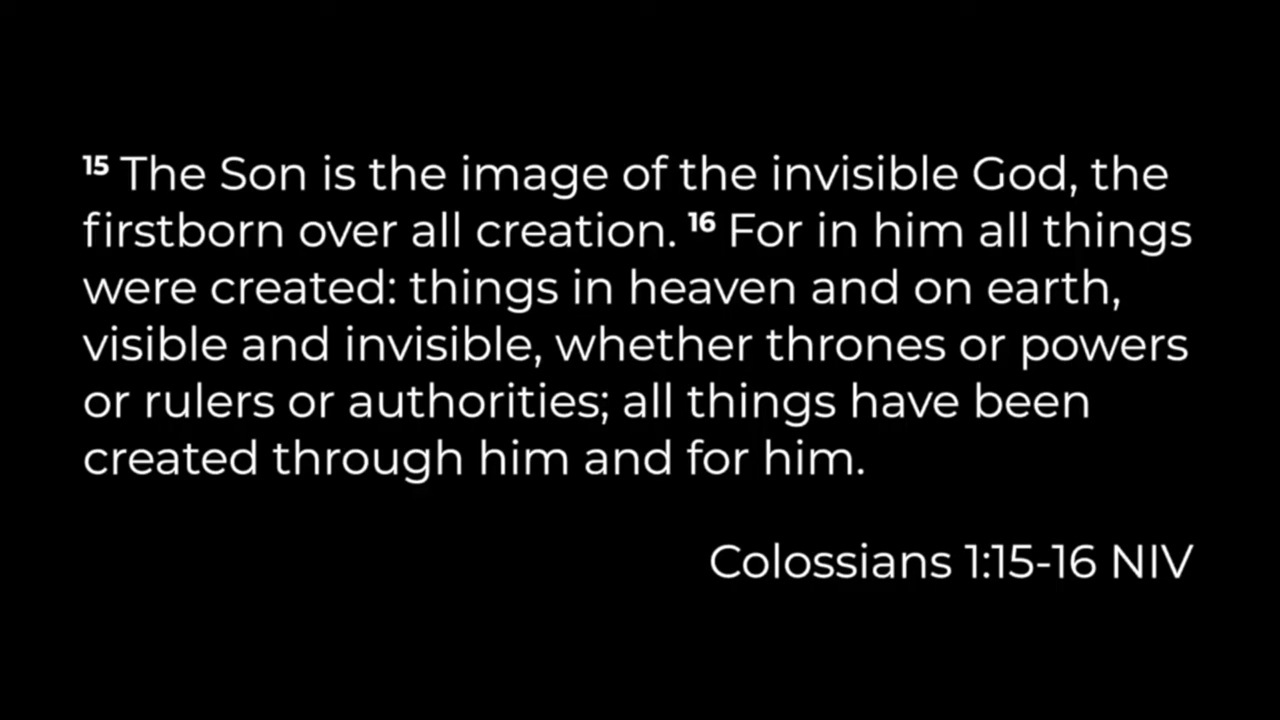 15 The Son is the image of the invisible God, the
firstborn over all creation. 16 For in him all things
were created: things in heaven and on earth,
visible and invisible, whether thrones or powers
or rulers or authorities; all things have been
created through him and for him.
Colossians 1:15-16 NIV